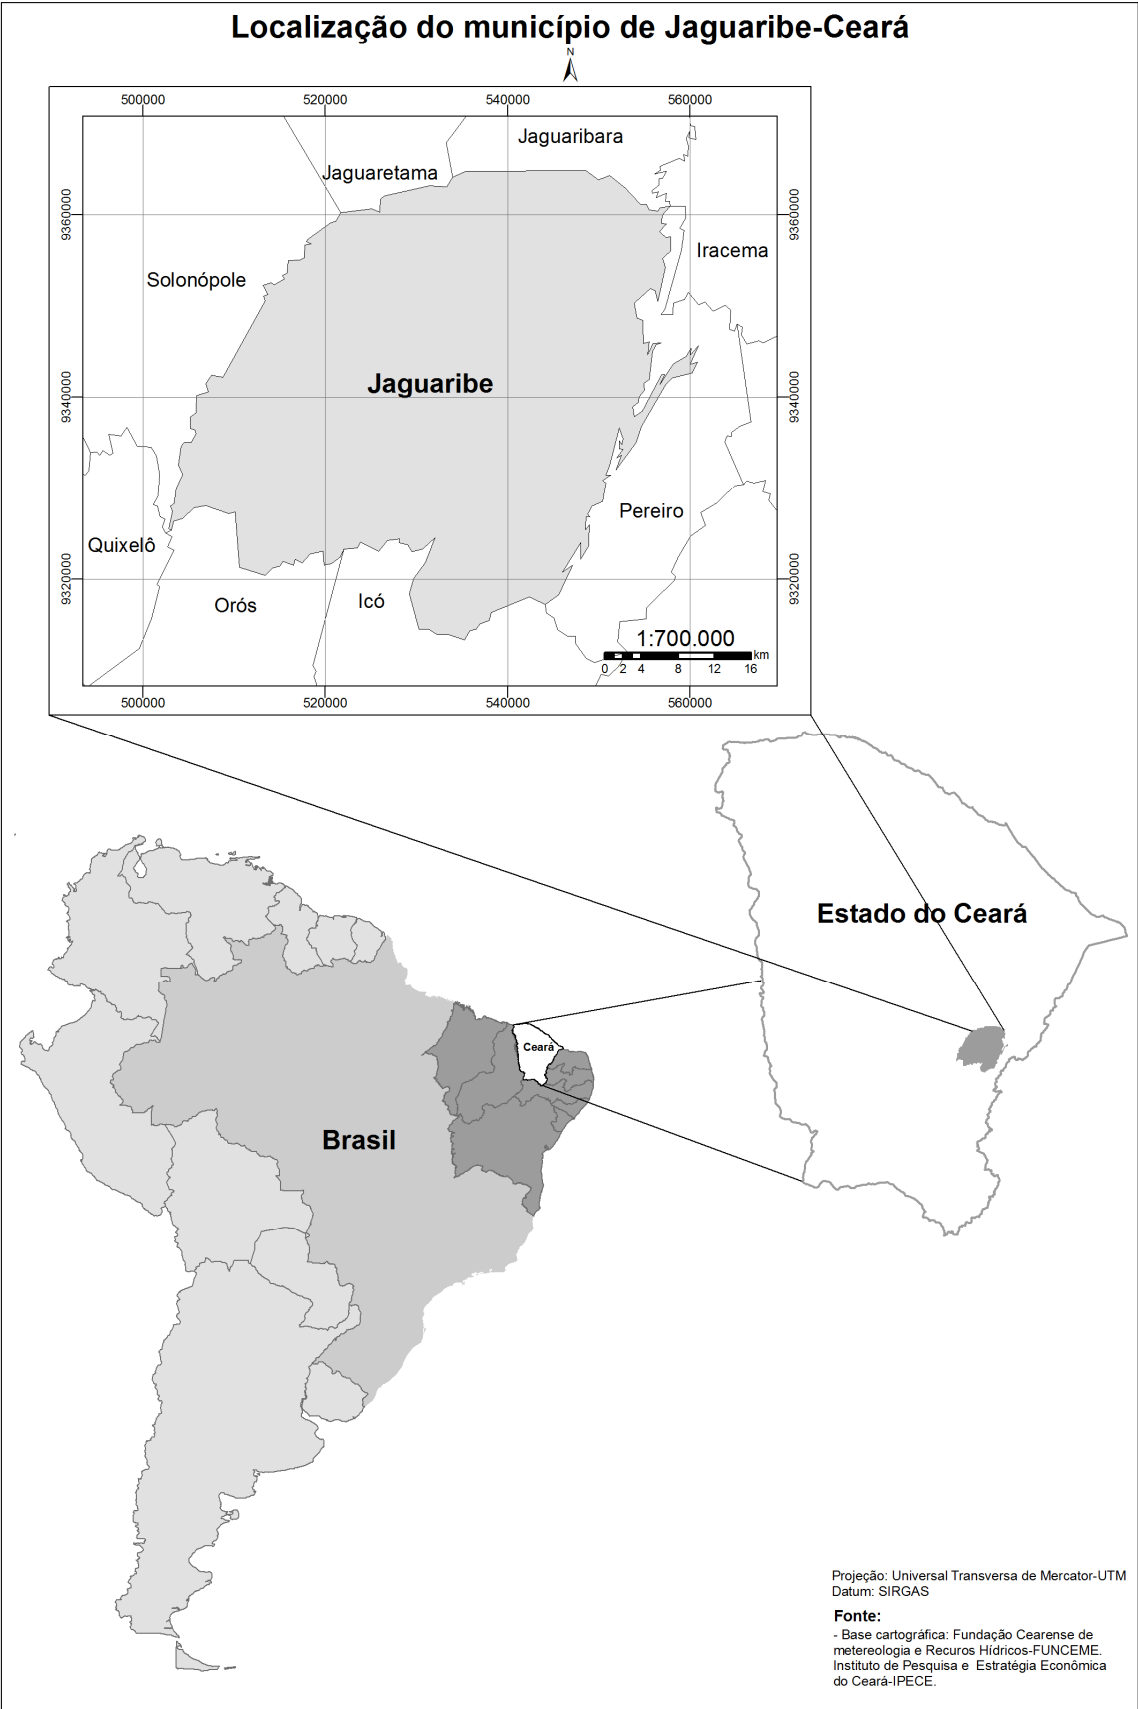 Localização do município de Jaguaribe-Ceará
N
500000 520000 540000 560000
Jaguaribara
Jaguaretama
9360000 9360000
Iracema
Solonópole
Jaguaribe
9340000 9340000
Pereiro
Quixelô
9320000 9320000
Orós Icó
1:700.000
km
0 2 4 8 12 16
500000 520000 540000 560000
Estado do Ceará
Ceará
Brasil
Projeção: Universal Transversa de Mercator-UTM
Datum: SIRGAS
Fonte:
- Base cartográfica: Fundação Cearense de
metereologia e Recuros Hídricos-FUNCEME.
Instituto de Pesquisa e Estratégia Econômica
do Ceará-IPECE.